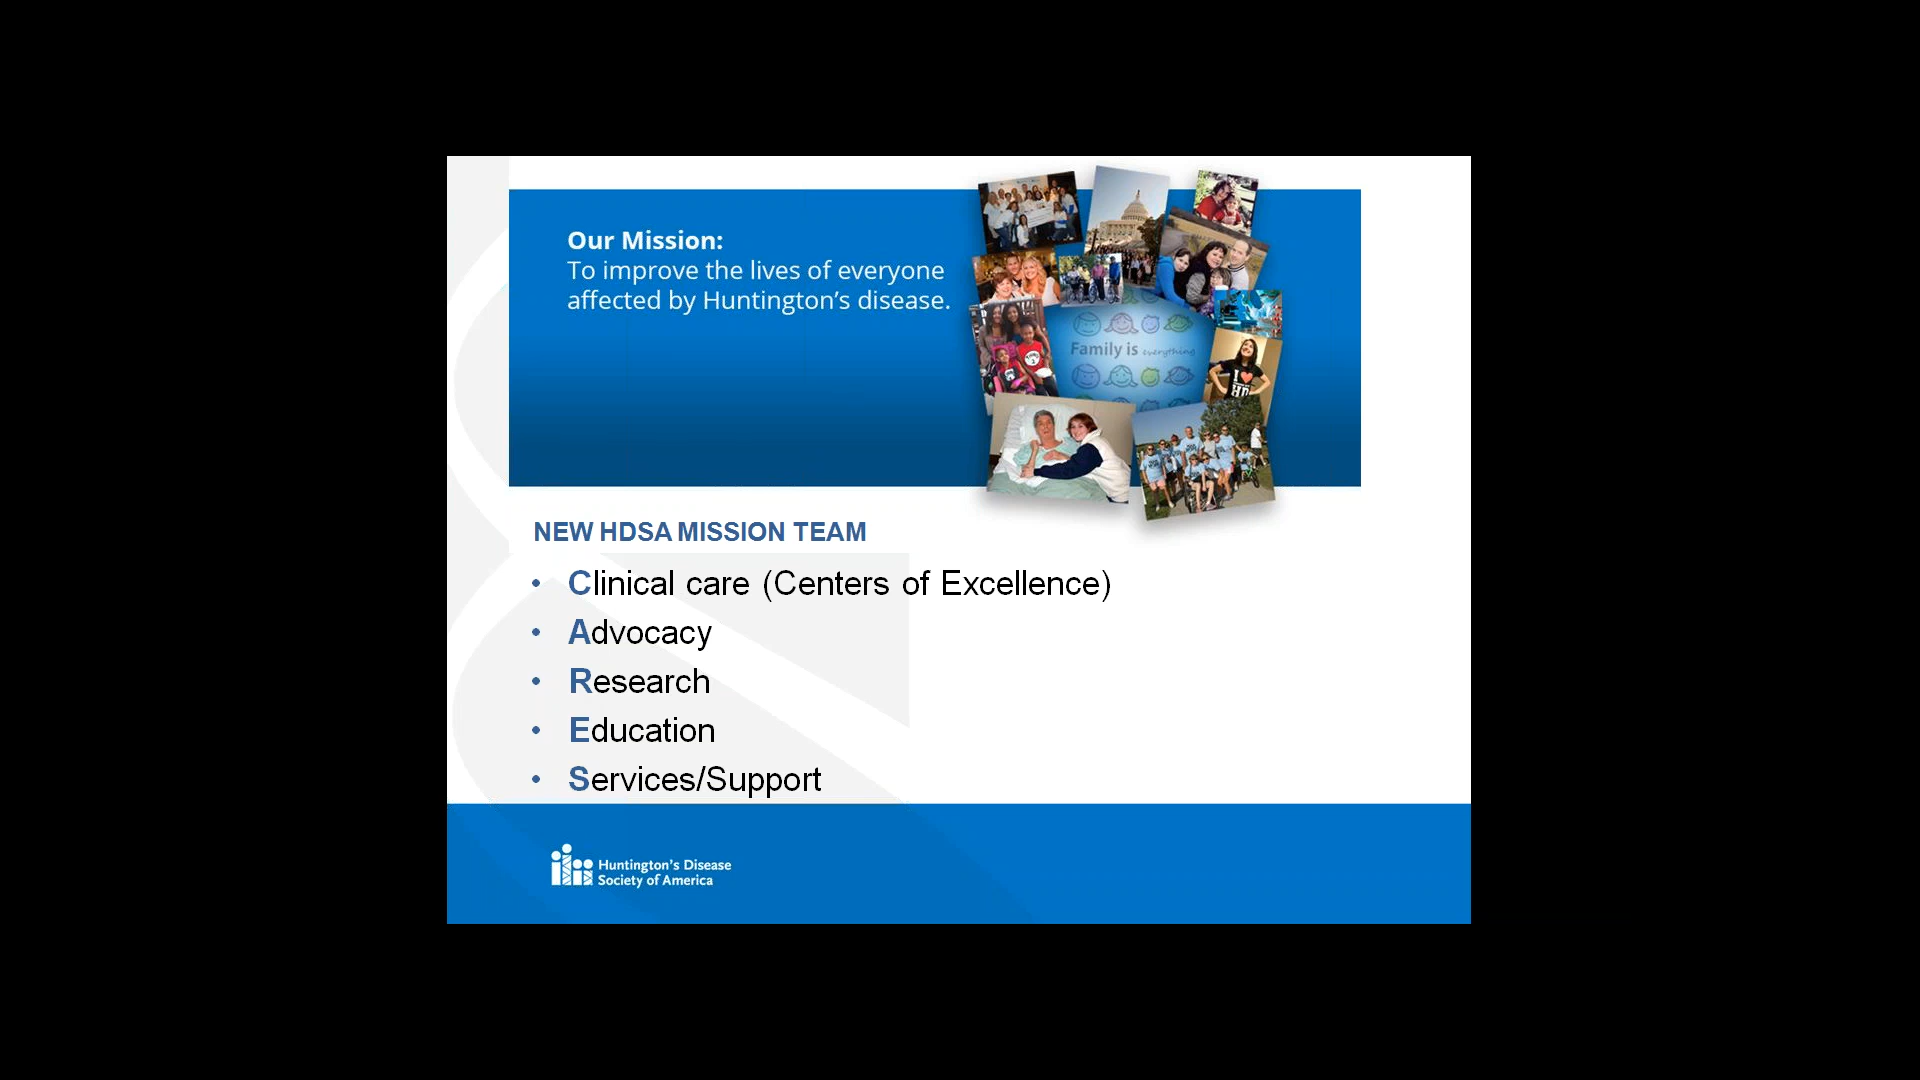 Our Mission:
To improve the lives of everyone
affected by Huntington’s disease.
Family is everything
I
HD
NEW HDSA MISSION TEAM
• Clinical care (Centers of Excellence)
• Advocacy
• Research
• Education
• Services/Support
Huntington’s Disease
Society of America